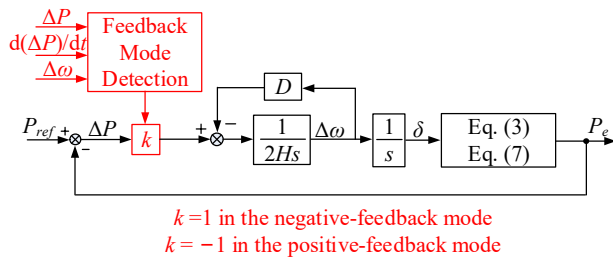 ΔP
d(ΔP)/dt
Δω
Feedback
Mode
Detection
D
P_ref
+
−
ΔP
k
+
−
1
2Hs
Δω
1
s
δ
Eq. (3)
Eq. (7)
P_e
k =1 in the negative-feedback mode
k = −1 in the positive-feedback mode